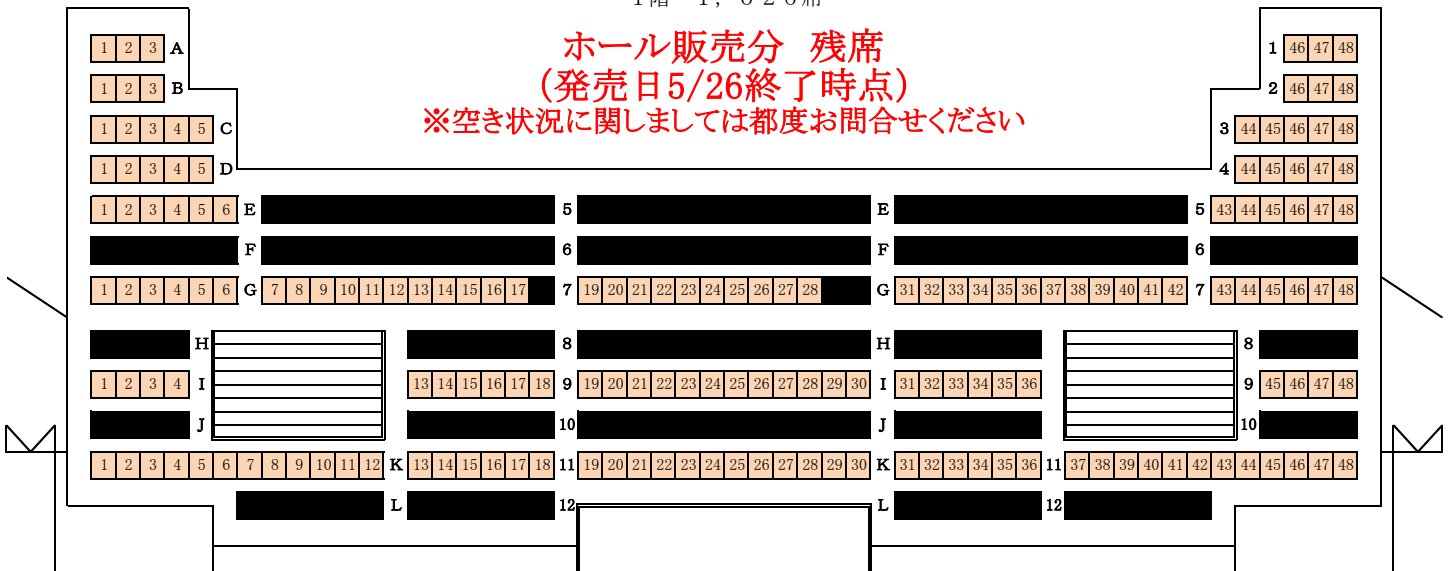 ホール販売分 残席
(発売日5/26終了時点)
※空き状況に関しましては都度お問合せください
1 2 3 A 1 46 47 48
1 2 3 B 2 46 47 48
1 2 3 4 5 C 3 44 45 46 47 48
1 2 3 4 5 D 4 44 45 46 47 48
1 2 3 4 5 6 E 5 E 5 43 44 45 46 47 48
F 6 F 6
1 2 3 4 5 6 G 7 8 9 10 11 12 13 14 15 16 17 7 19 20 21 22 23 24 25 26 27 28 G 31 32 33 34 35 36 37 38 39 40 41 42 7 43 44 45 46 47 48
H 8 H 8
1 2 3 4 I 13 14 15 16 17 18 9 19 20 21 22 23 24 25 26 27 28 29 30 I 31 32 33 34 35 36 9 45 46 47 48
J 10 J 10
1 2 3 4 5 6 7 8 9 10 11 12 K 13 14 15 16 17 18 11 19 20 21 22 23 24 25 26 27 28 29 30 K 31 32 33 34 35 36 11 37 38 39 40 41 42 43 44 45 46 47 48
L 12 L 12